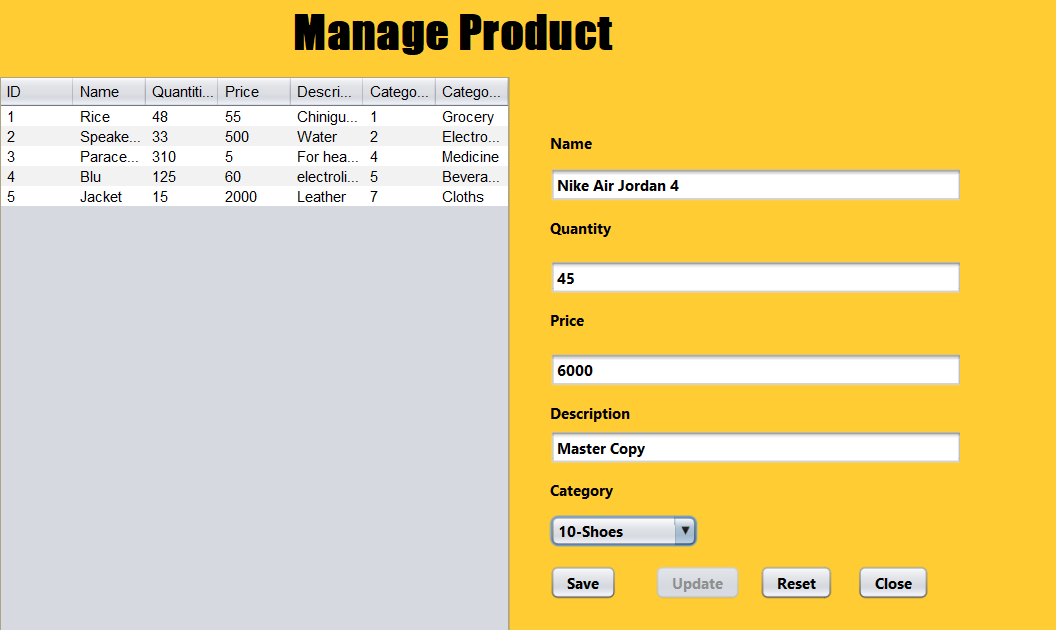 Manage Product
ID Name Quantiti... Price Descri... Catego... Catego...
1 Rice 48 55 Chinigu... 1 Grocery
2 Speake... 33 500 Water 2 Electro...
3 Parace... 310 5 For hea... 4 Medicine
4 Blu 125 60 electroli... 5 Bevera...
5 Jacket 15 2000 Leather 7 Cloths
Name
Nike Air Jordan 4
Quantity
45
Price
6000
Description
Master Copy
Category
10-Shoes
Save Update Reset Close